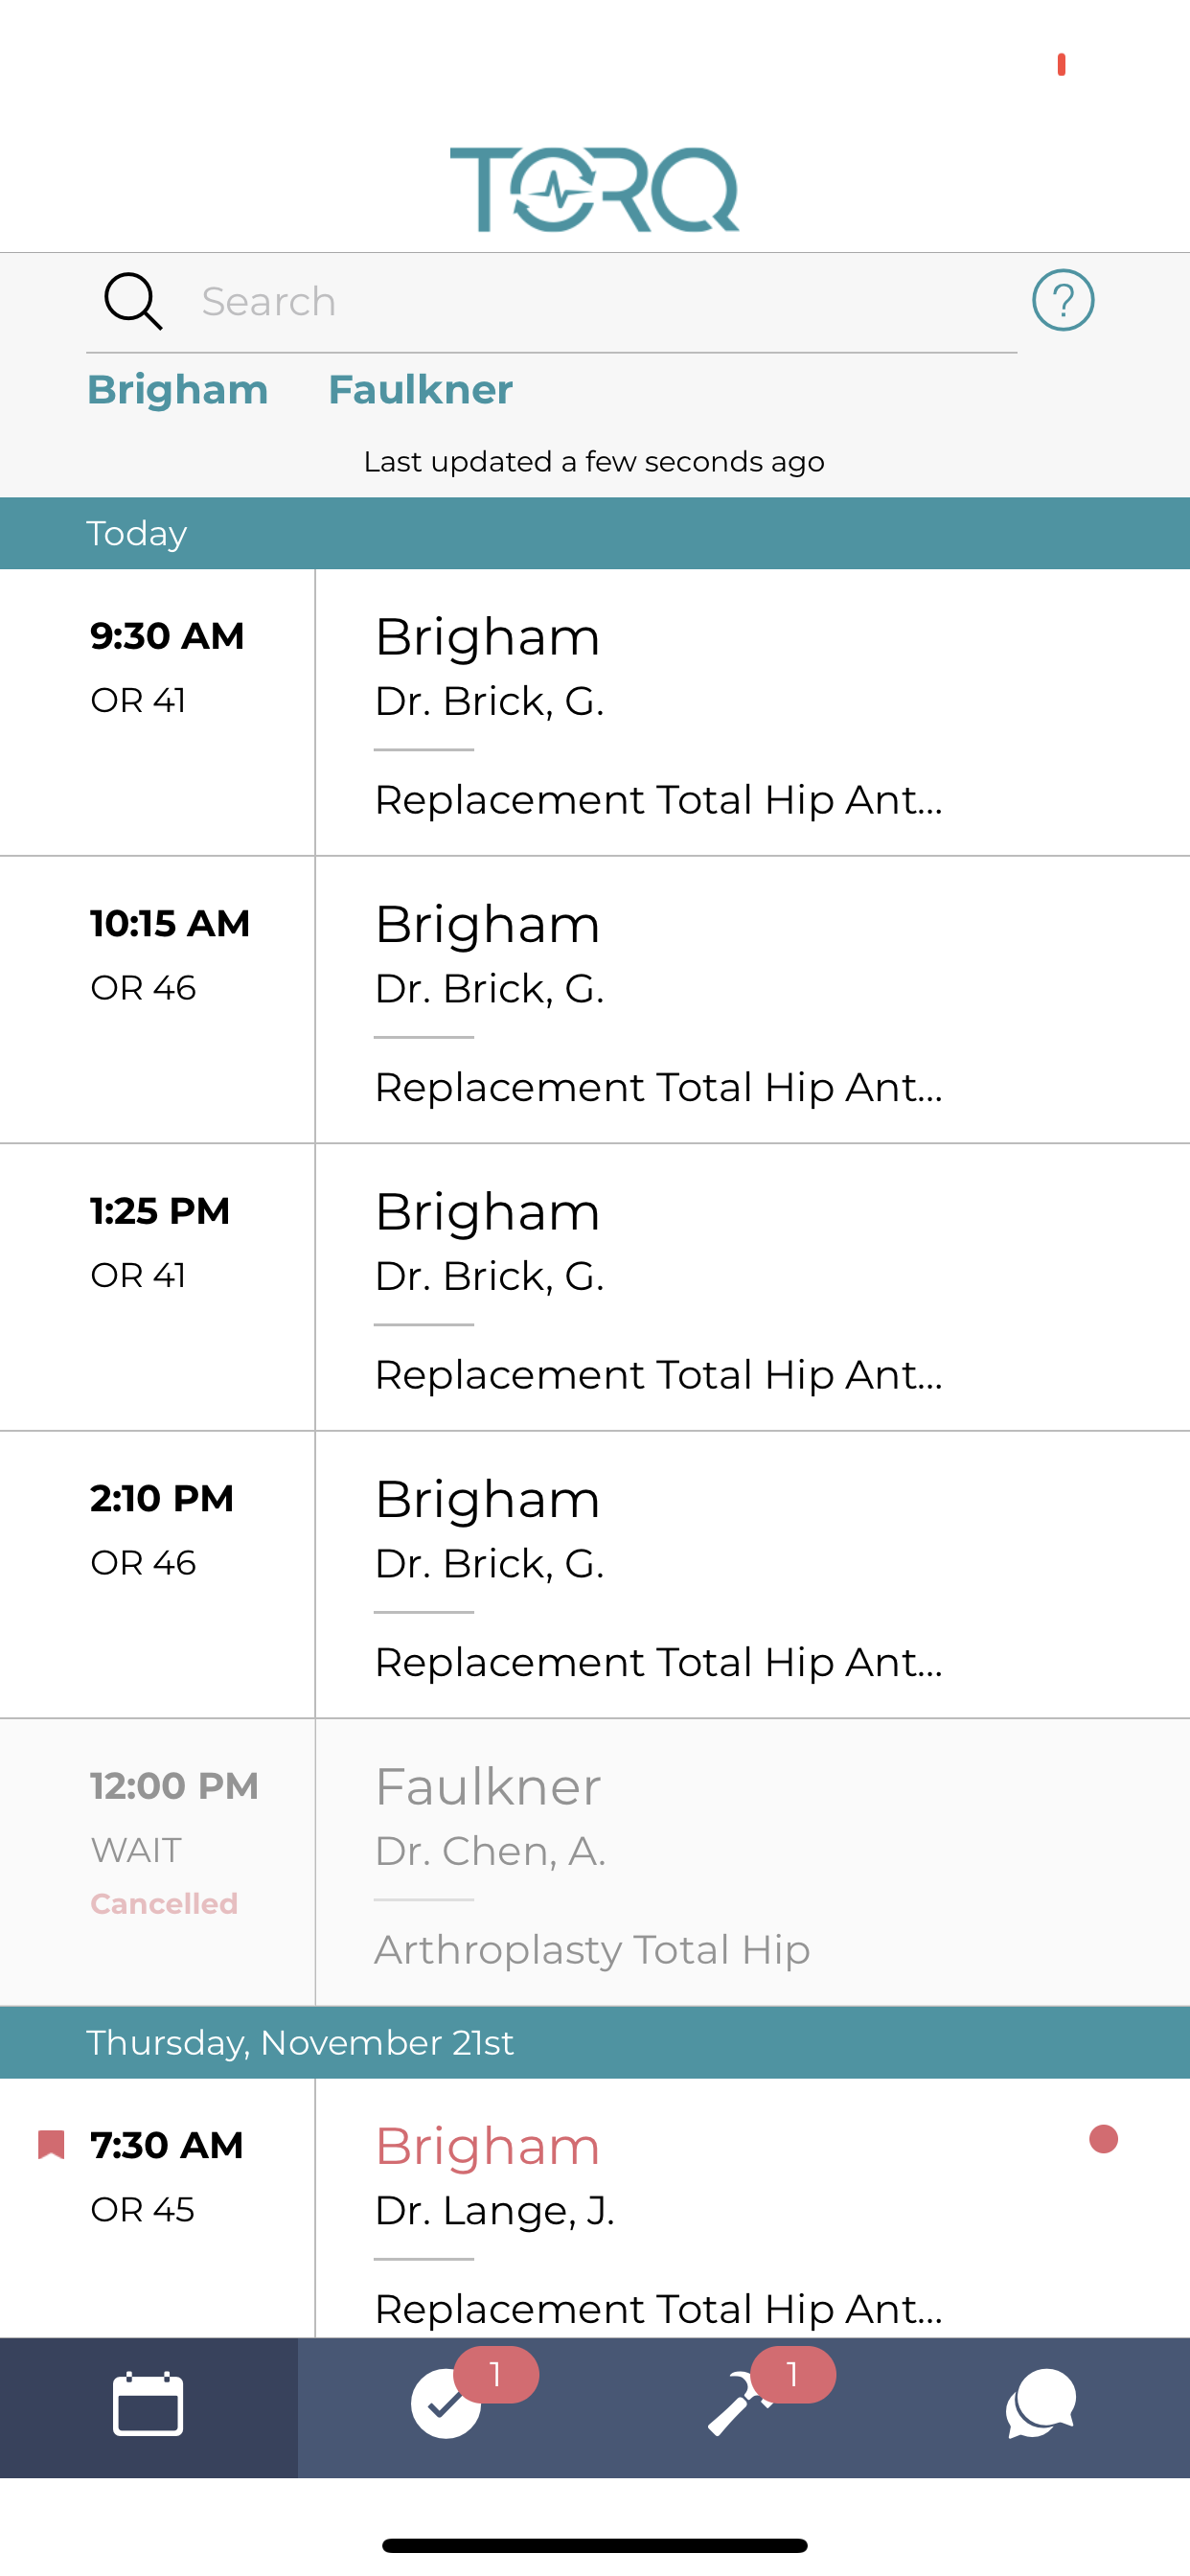 TORQ
Search
?
Brigham Faulkner
Last updated a few seconds ago
Today
9:30 AM
OR 41
Brigham
Dr. Brick, G.
Replacement Total Hip Ant...
10:15 AM
OR 46
Brigham
Dr. Brick, G.
Replacement Total Hip Ant...
1:25 PM
OR 41
Brigham
Dr. Brick, G.
Replacement Total Hip Ant...
2:10 PM
OR 46
Brigham
Dr. Brick, G.
Replacement Total Hip Ant...
12:00 PM
WAIT
Cancelled
Faulkner
Dr. Chen, A.
Arthroplasty Total Hip
Thursday, November 21st
7:30 AM
OR 45
Brigham
Dr. Lange, J.
Replacement Total Hip Ant...
1 1